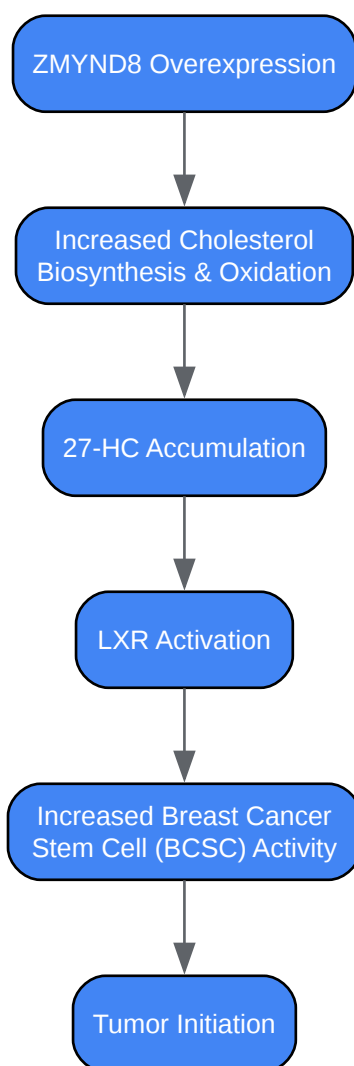 ZMYND8 Overexpression
Increased Cholesterol
Biosynthesis & Oxidation
27-HC Accumulation
LXR Activation
Increased Breast Cancer
Stem Cell (BCSC) Activity
Tumor Initiation